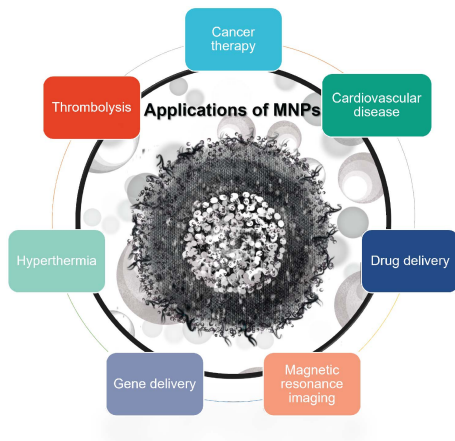 Cancer
therapy
Applications of MNPs
Cardiovascular
disease
Drug delivery
Magnetic
resonance
imaging
Gene delivery
Hyperthermia
Thrombolysis